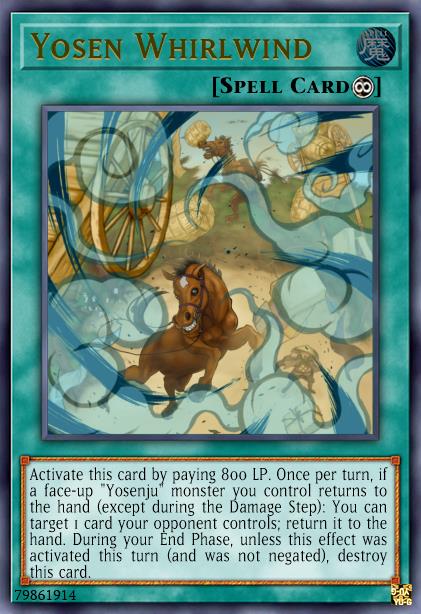 YOSEN WHIRLWIND
魔
[SPELL CARD]
Activate this card by paying 800 LP. Once per turn, if
a face-up "Yosenju" monster you control returns to
the hand (except during the Damage Step): You can
target 1 card your opponent controls; return it to the
hand. During your End Phase, unless this effect was
activated this turn (and was not negated), destroy
this card.
79861914